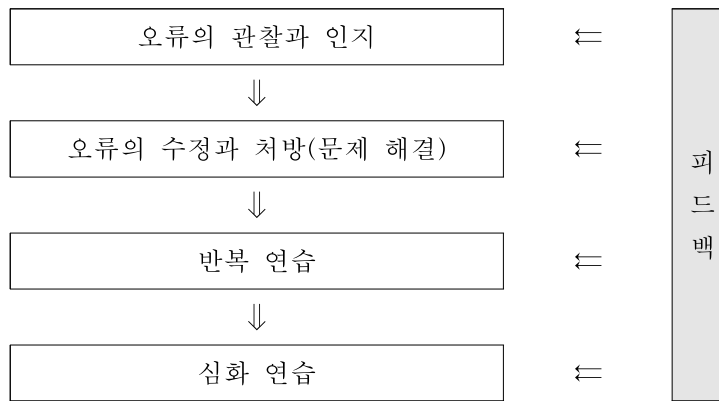 오류의 관찰과 인지
오류의 수정과 처방(문제 해결)
반복 연습
심화 연습
피
드
백